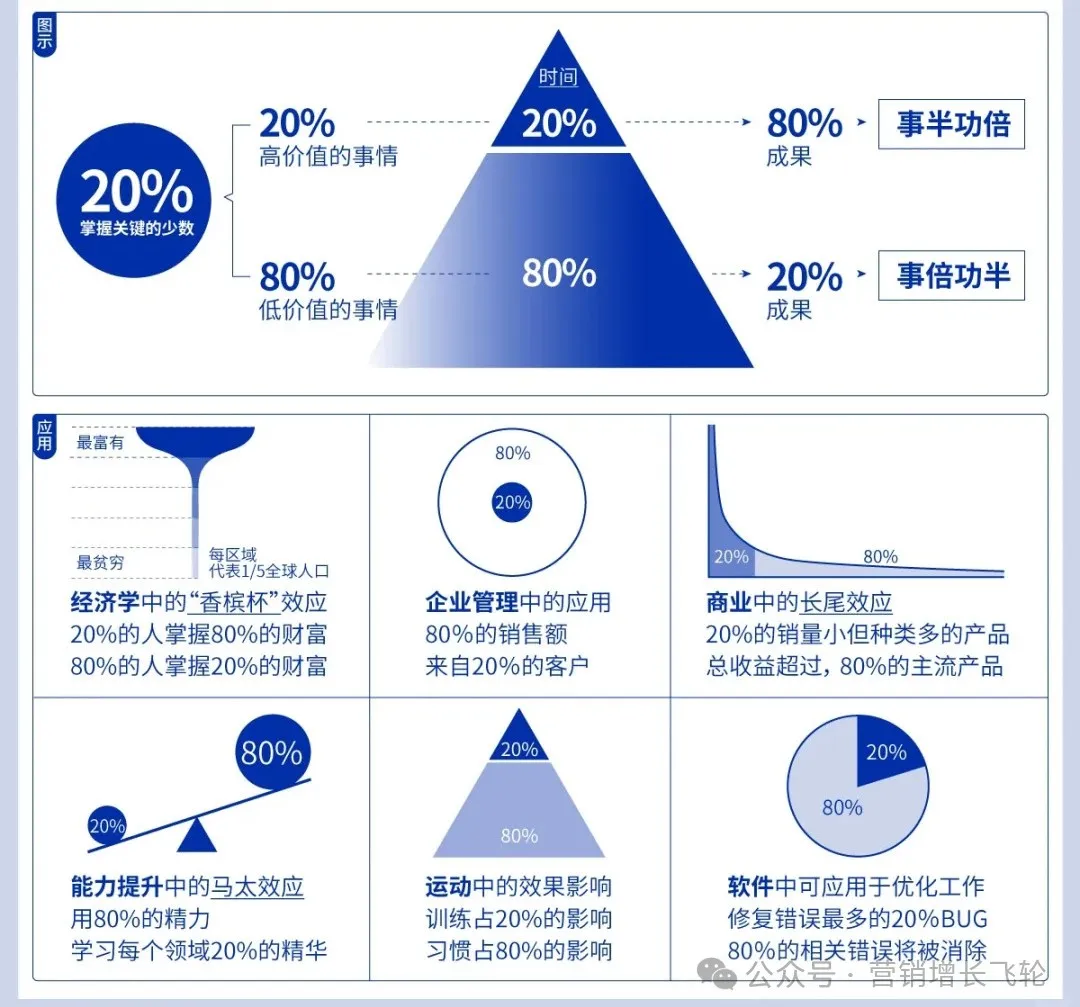 图示
时间
20%
掌握关键的少数
20%
高价值的事情
20%
80%
成果
事半功倍
80%
低价值的事情
80%
20%
成果
事倍功半
应用
最富有
最贫穷
每区域
代表1/5全球人口
经济学中的“香槟杯”效应
20%的人掌握80%的财富
80%的人掌握20%的财富
80%
20%
企业管理中的应用
80%的销售额
来自20%的客户
20%
80%
商业中的长尾效应
20%的销量小但种类多的产品
总收益超过，80%的主流产品
80%
20%
能力提升中的马太效应
用80%的精力
学习每个领域20%的精华
20%
80%
运动中的效果影响
训练占20%的影响
习惯占80%的影响
20%
80%
软件中可应用于优化工作
修复错误最多的20%BUG
80%的相关错误将被消除
公众号·营销增长飞轮